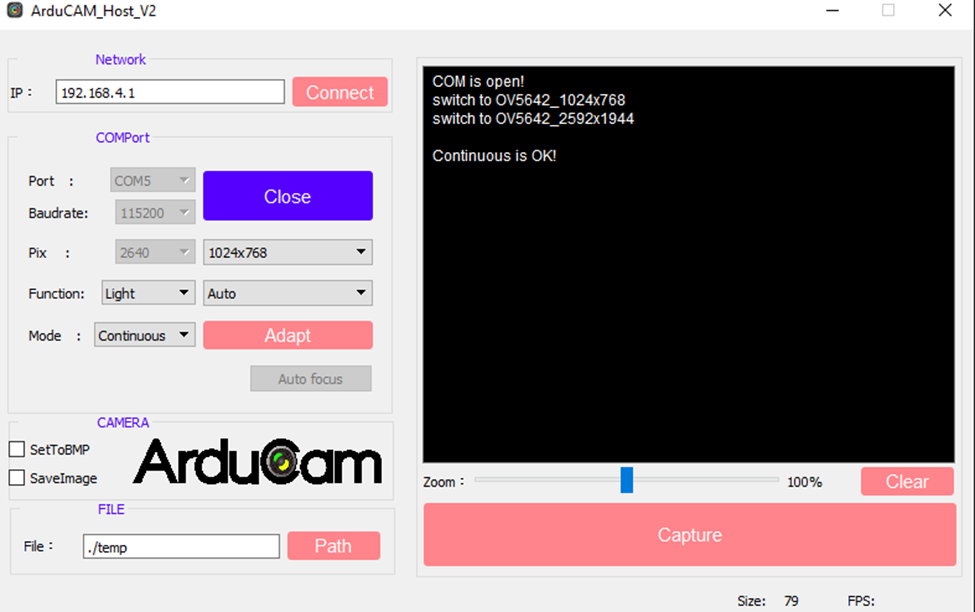 ArduCAM_Host_V2
Network
IP : 192.168.4.1 Connect
COMPort
Port : COM5 Close
Baudrate: 115200
Pix : 2640 1024x768
Function: Light Auto
Mode : Continuous Adapt
Auto focus
CAMERA
SetToBMP
SaveImage
ArduCam
FILE
File : ./temp Path
COM is open!
switch to OV5642_1024x768
switch to OV5642_2592x1944
Continuous is OK!
Zoom : 100% Clear
Capture
Size: 79 FPS: